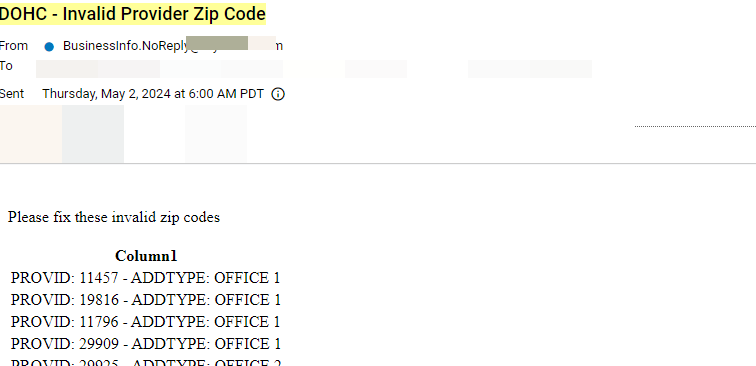 DOHC - Invalid Provider Zip Code
From BusinessInfo.NoReply
To
Sent Thursday, May 2, 2024 at 6:00 AM PDT
Please fix these invalid zip codes
Column1
PROVID: 11457 - ADDTYPE: OFFICE 1
PROVID: 19816 - ADDTYPE: OFFICE 1
PROVID: 11796 - ADDTYPE: OFFICE 1
PROVID: 29909 - ADDTYPE: OFFICE 1
PROVID: 29925 - ADDTYPE: OFFICE 2